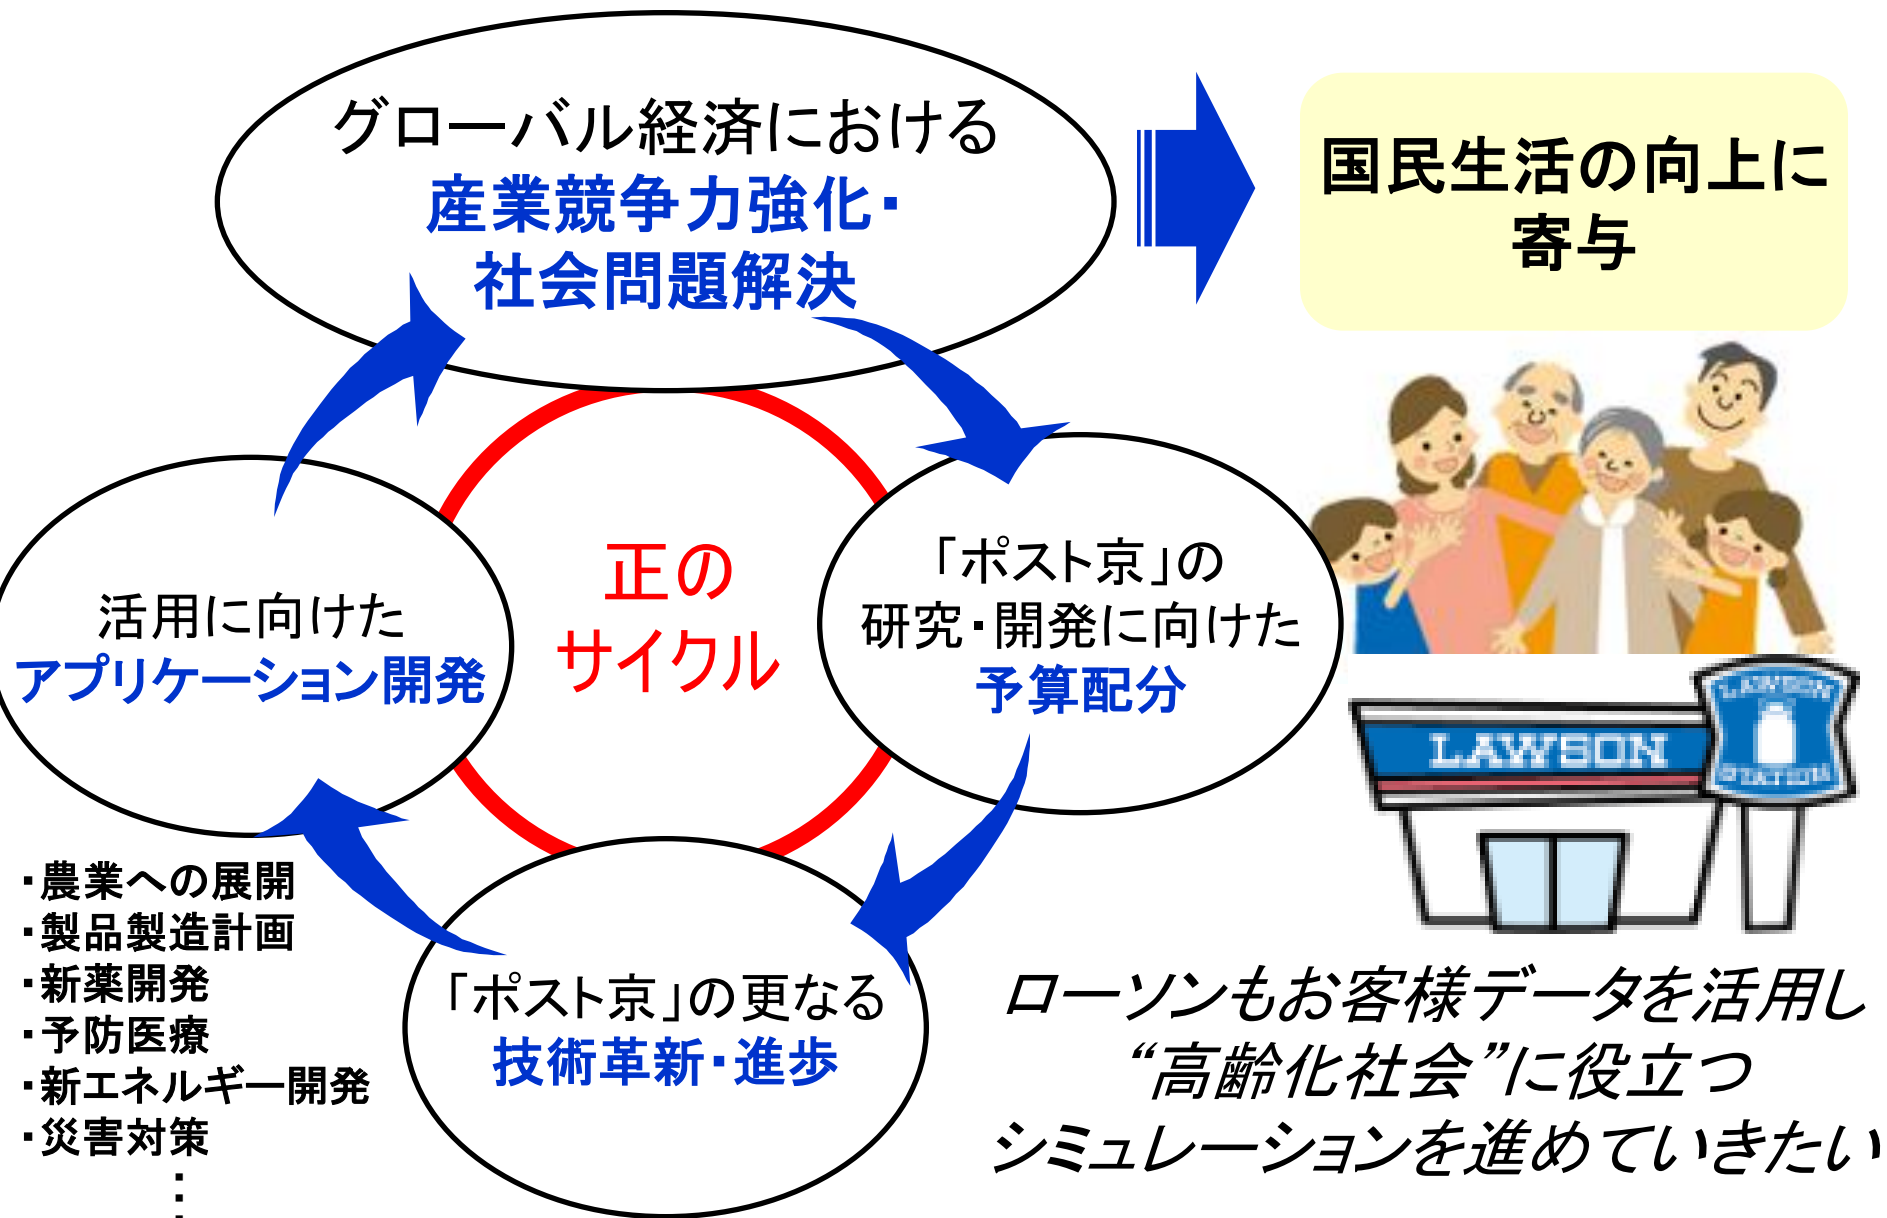 グローバル経済における
産業競争力強化・
社会問題解決
国民生活の向上に
寄与
正の
サイクル
「ポスト京」の
研究・開発に向けた
予算配分
活用に向けた
アプリケーション開発
「ポスト京」の更なる
技術革新・進歩
・農業への展開
・製品製造計画
・新薬開発
・予防医療
・新エネルギー開発
・災害対策
⋮
LAWSON
STATION
LAWSON
ローソンもお客様データを活用し
“高齢化社会”に役立つ
シミュレーションを進めていきたい